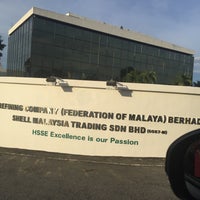 REFINING COMPANY (FEDERATION OF MALAYA) BERHAD
SHELL MALAYSIA TRADING SDN BHD
HSSE Excellence is our Passion